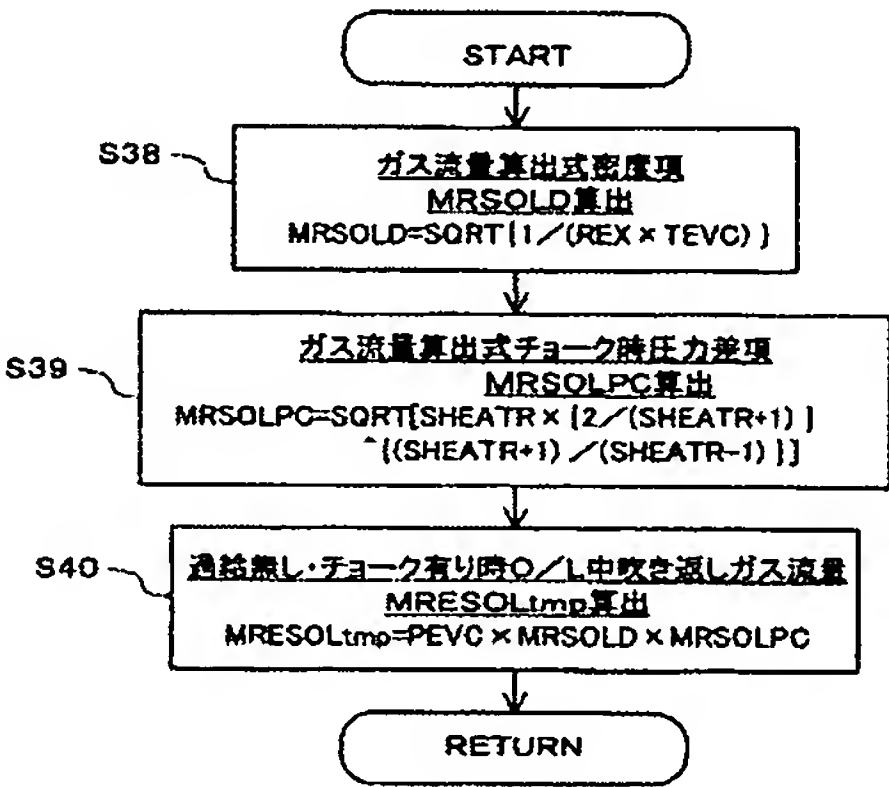 START
S38
ガス流量算出式密度項
MRSOLD算出
MRSOLD=SQRT{1/(REX×TEVC)}
S39
ガス流量算出式チョーク時圧力差項
MRSOLPC算出
MRSOLPC=SQRT[SHEATR×{2/(SHEATR+1)}
^{(SHEATR+1)/(SHEATR-1)}]
S40
過給無し・チョーク有り時O/L中吹き返しガス流量
MRESOLtmp算出
MRESOLtmp=PEVC×MRSOLD×MRSOLPC
RETURN